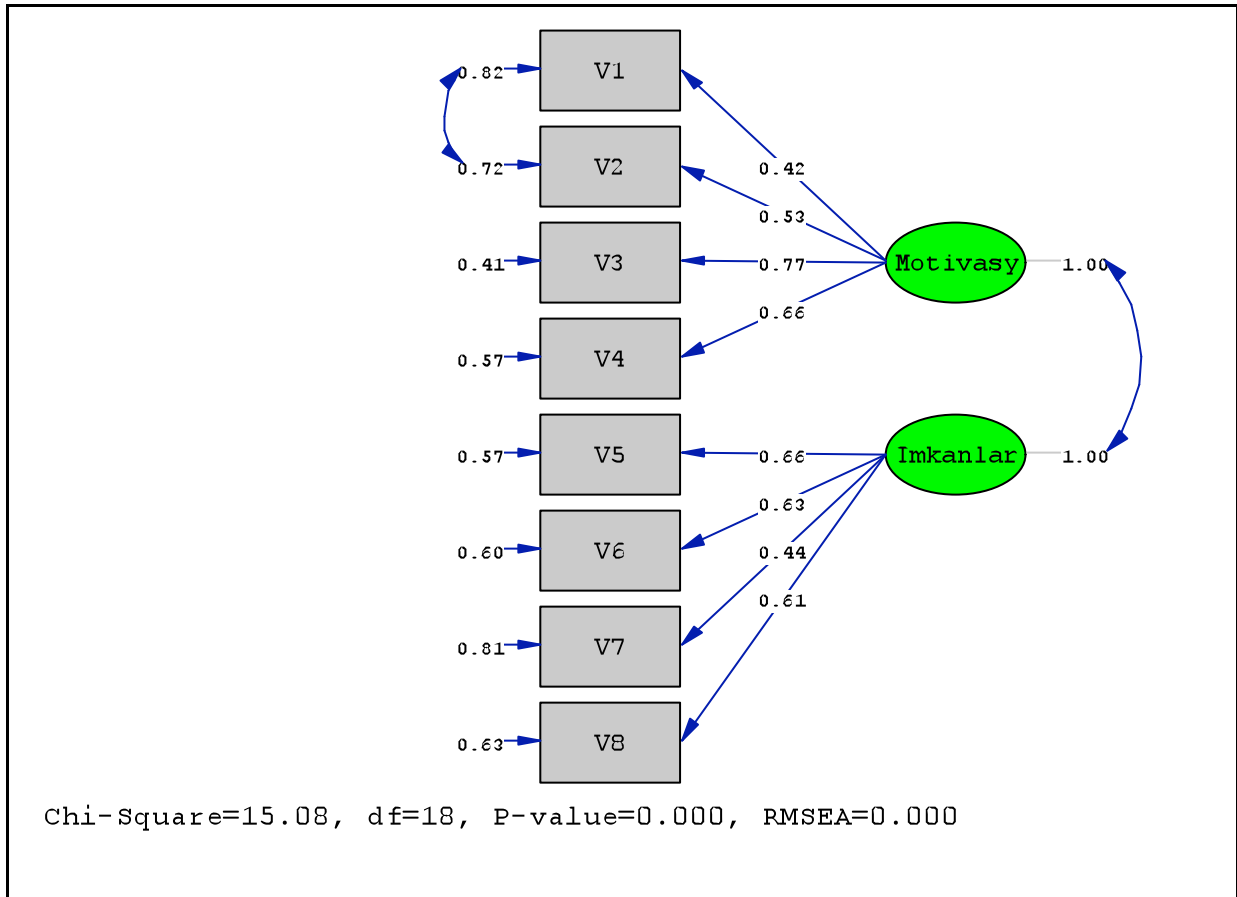 0.82 V1
0.42
0.72 V2
0.53
0.41 V3 0.77 Motivasy 1.00
0.66
0.57 V4
0.57 V5 0.66 Imkanlar 1.00
0.63
0.60 V6 0.44
0.61
0.81 V7
0.63 V8
Chi-Square=15.08, df=18, P-value=0.000, RMSEA=0.000